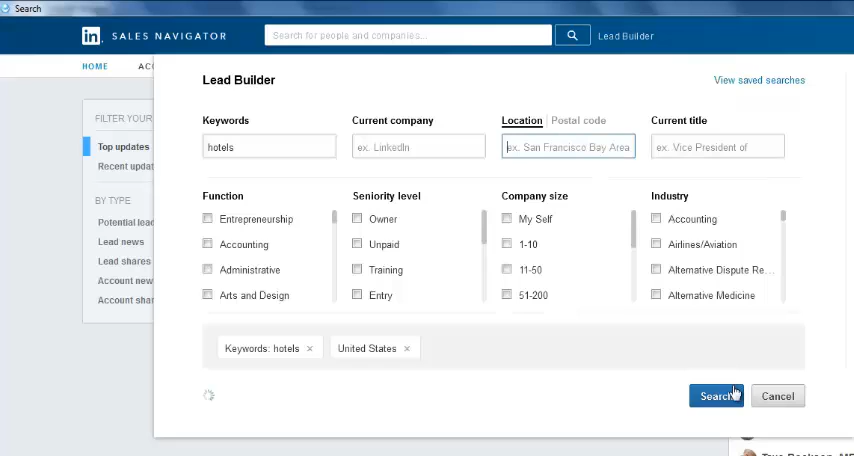 Search
in SALES NAVIGATOR
Search for people and companies...
Lead Builder
HOME
ACC
Lead Builder
View saved searches
FILTER YOUR
Top updates
Recent updat
BY TYPE
Potential lead
Lead news
Lead shares
Account new
Account shar
Keywords
Current company
Location | Postal code
Current title
hotels
ex. LinkedIn
ex. San Francisco Bay Area
ex. Vice President of
Function
Seniority level
Company size
Industry
Entrepreneurship
Owner
My Self
Accounting
Accounting
Unpaid
1-10
Airlines/Aviation
Administrative
Training
11-50
Alternative Dispute Re...
Arts and Design
Entry
51-200
Alternative Medicine
Keywords: hotels ×
United States ×
Search
Cancel